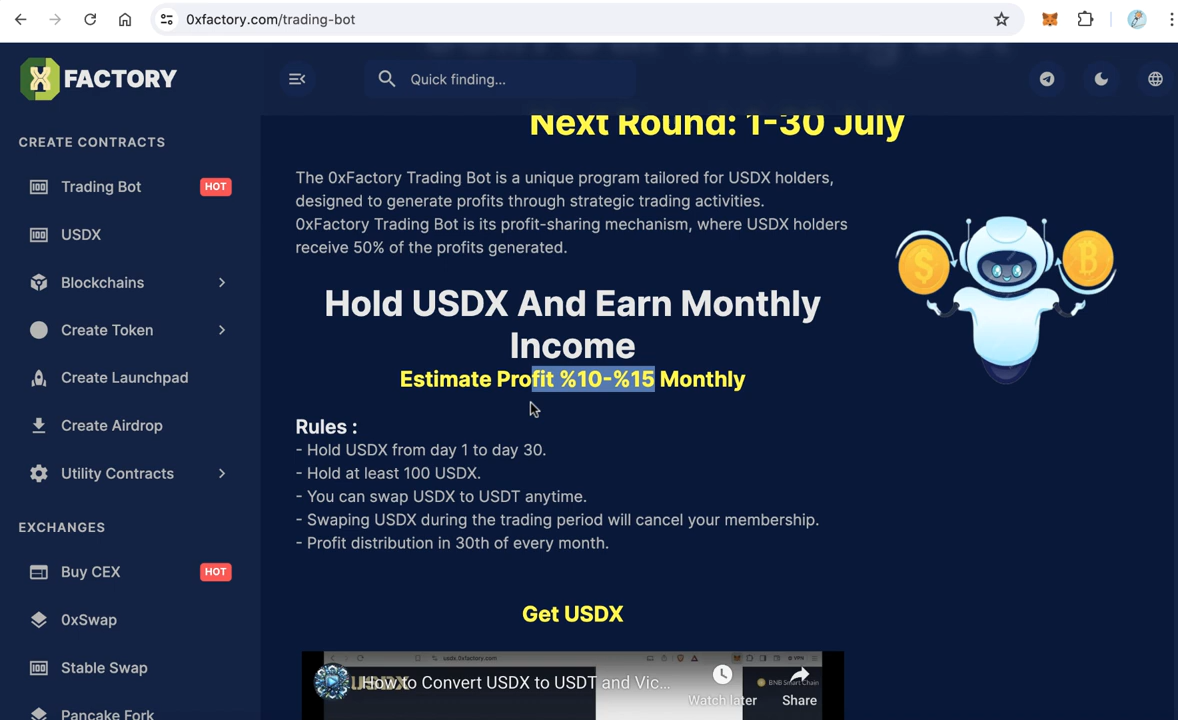 0xfactory.com/trading-bot
FACTORY
Quick finding...
CREATE CONTRACTS
Trading Bot
HOT
USDX
Blockchains
Create Token
Create Launchpad
Create Airdrop
Utility Contracts
EXCHANGES
Buy CEX
HOT
0xSwap
Stable Swap
Pancake Fork
Next Round: 1-30 July
The 0xFactory Trading Bot is a unique program tailored for USDX holders,
designed to generate profits through strategic trading activities.
0xFactory Trading Bot is its profit-sharing mechanism, where USDX holders
receive 50% of the profits generated.
Hold USDX And Earn Monthly
Income
Estimate Profit %10-%15 Monthly
Rules :
- Hold USDX from day 1 to day 30.
- Hold at least 100 USDX.
- You can swap USDX to USDT anytime.
- Swaping USDX during the trading period will cancel your membership.
- Profit distribution in 30th of every month.
Get USDX
usdx.0xfactory.com
How to Convert USDX to USDT and Vic...
Watch later
Share
BNB Smart Chain